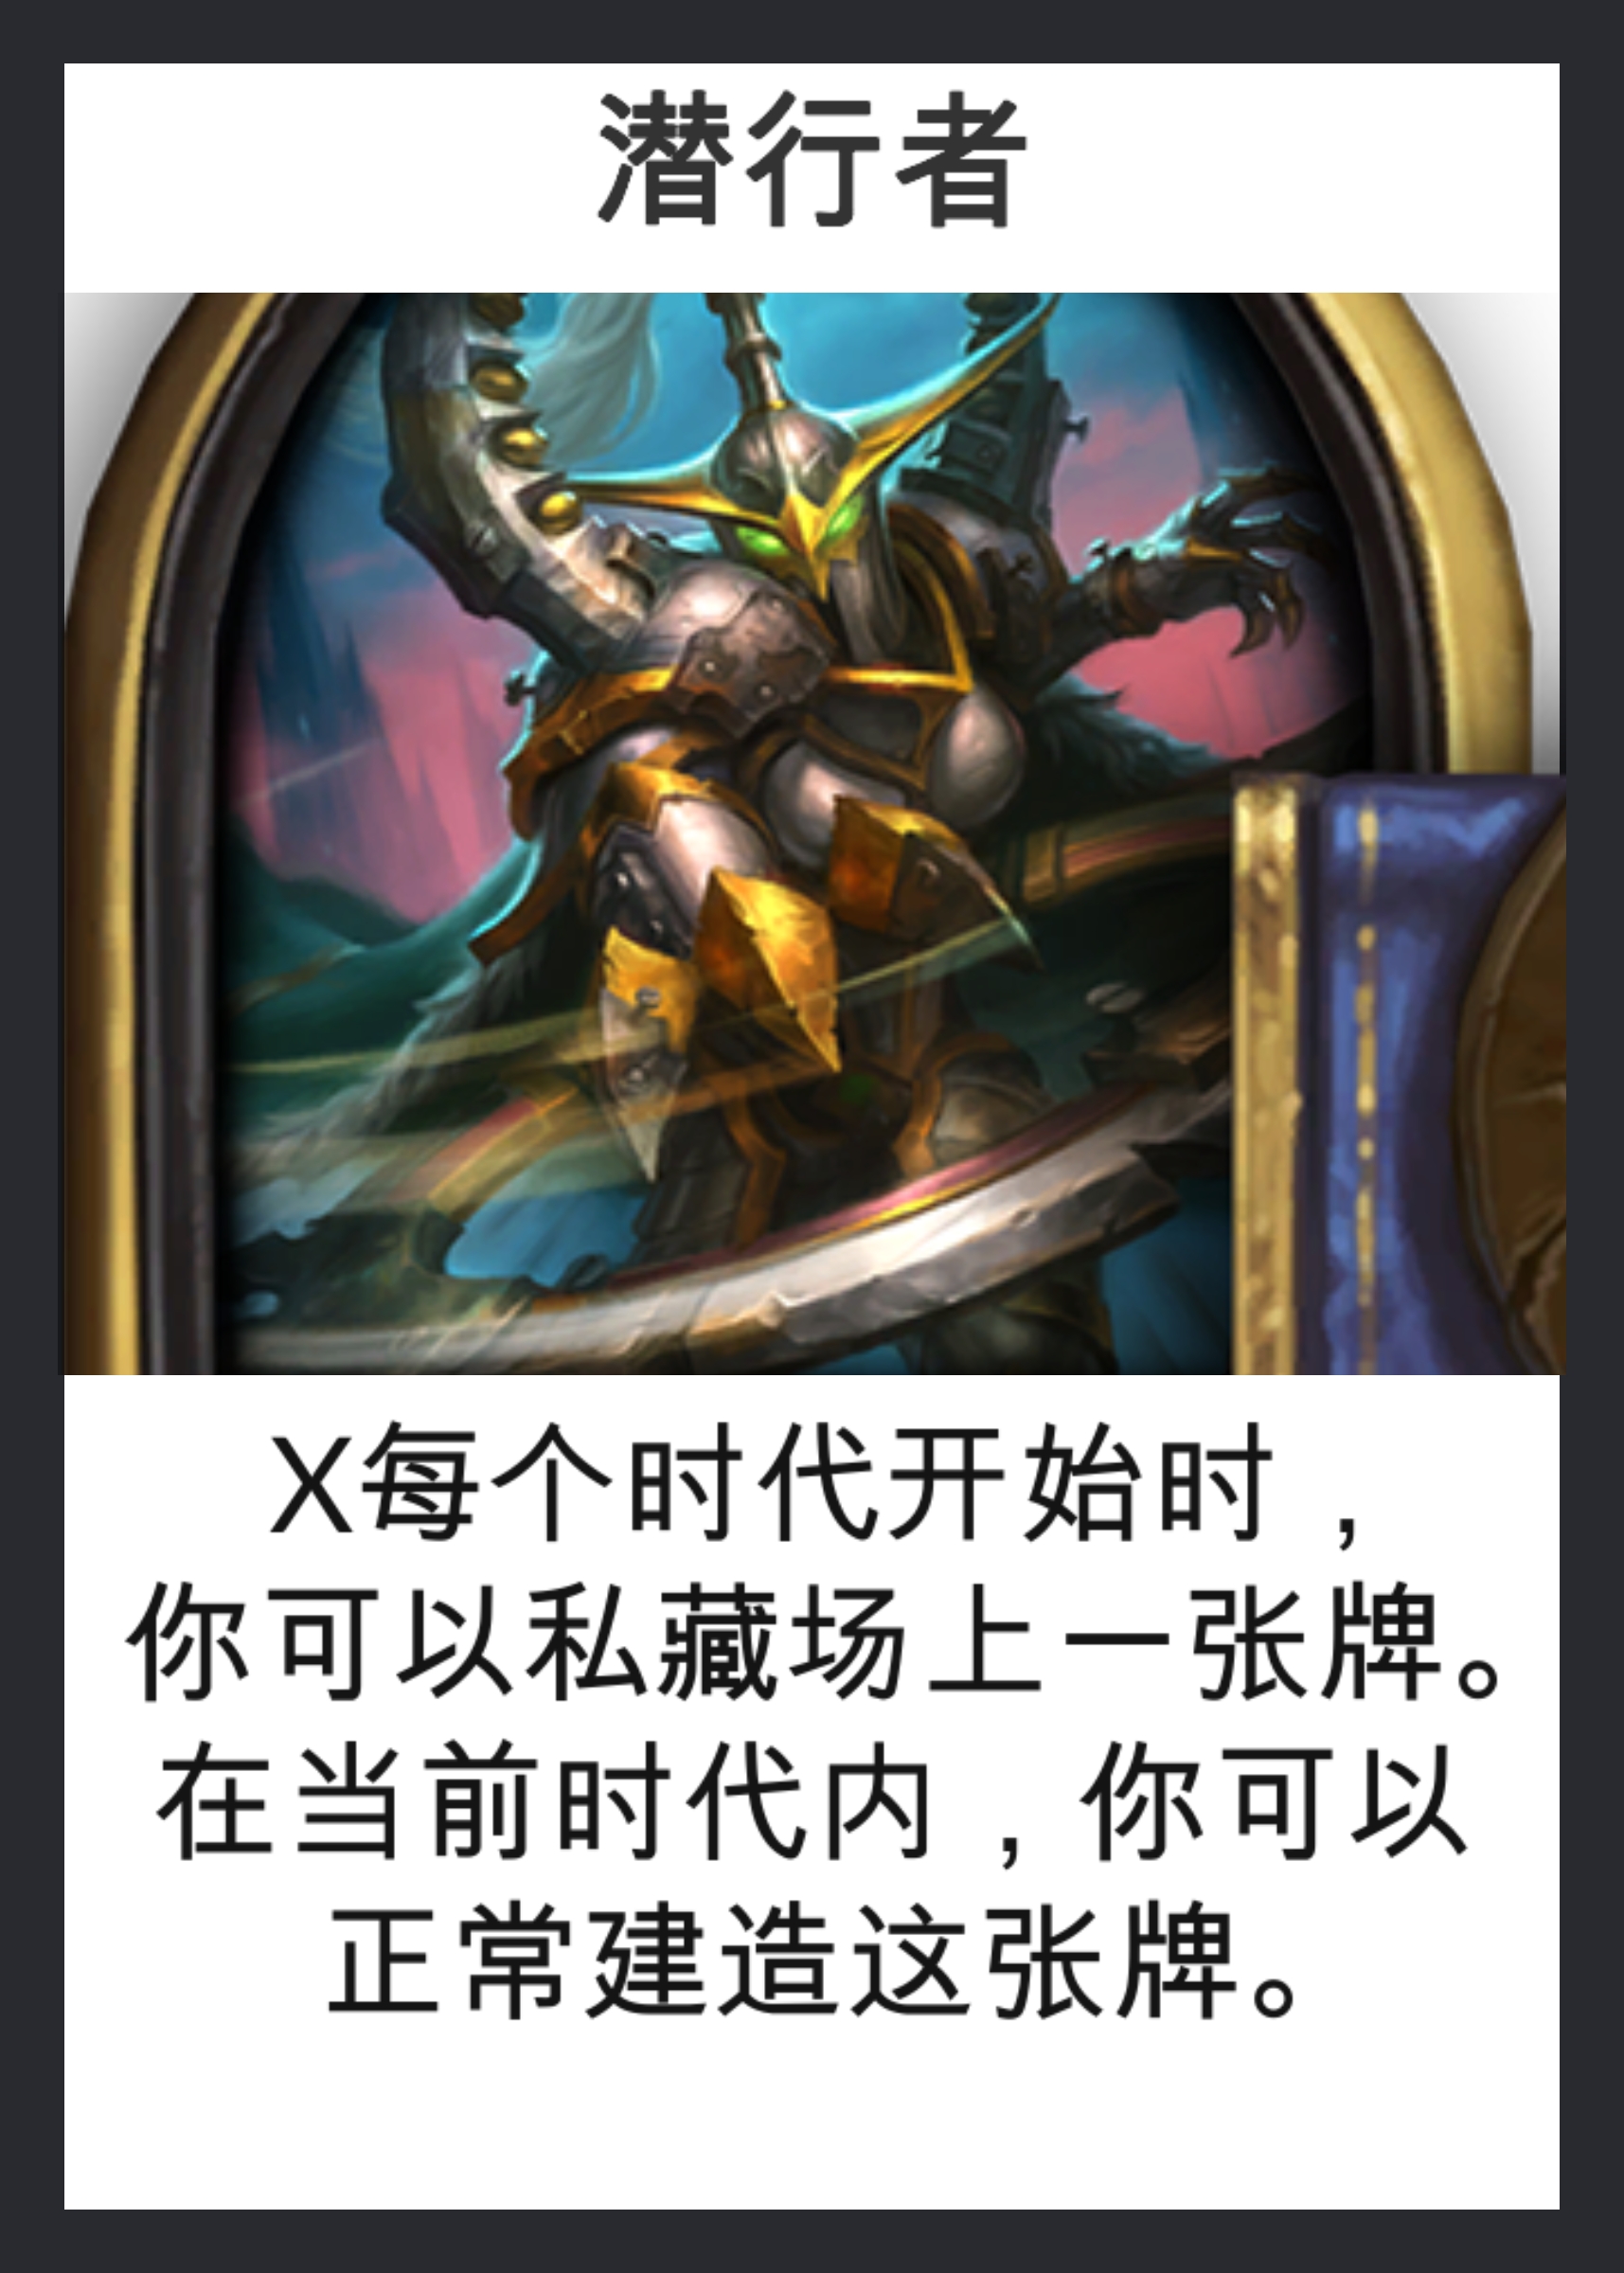 潜行者
X每个时代开始时，
你可以私藏场上一张牌。
在当前时代内，你可以
正常建造这张牌。